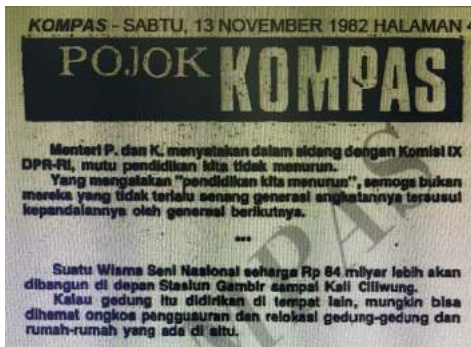 KOMPAS - SABTU, 13 NOVEMBER 1982 HALAMAN 4
POJOK KOMPAS
Menteri P. dan K. menyatakan dalam sidang dengan Komisi IX
DPR-RI, mutu pendidikan kita tidak menurun.
Yang mengatakan "pendidikan kita menurun", semoga bukan
mereka yang tidak terlalu senang generasi angkatannya tersusul
kepandaiannya oleh generasi berikutnya.
***
Suatu Wisma Seni Nasional seharga Rp 64 milyar lebih akan
dibangun di depan Stasiun Gambir sampai Kali Ciliwung.
Kalau gedung itu didirikan di tempat lain, mungkin bisa
dihemat ongkos penggusuran dan relokasi gedung-gedung dan
rumah-rumah yang ada di situ.
KOMPAS